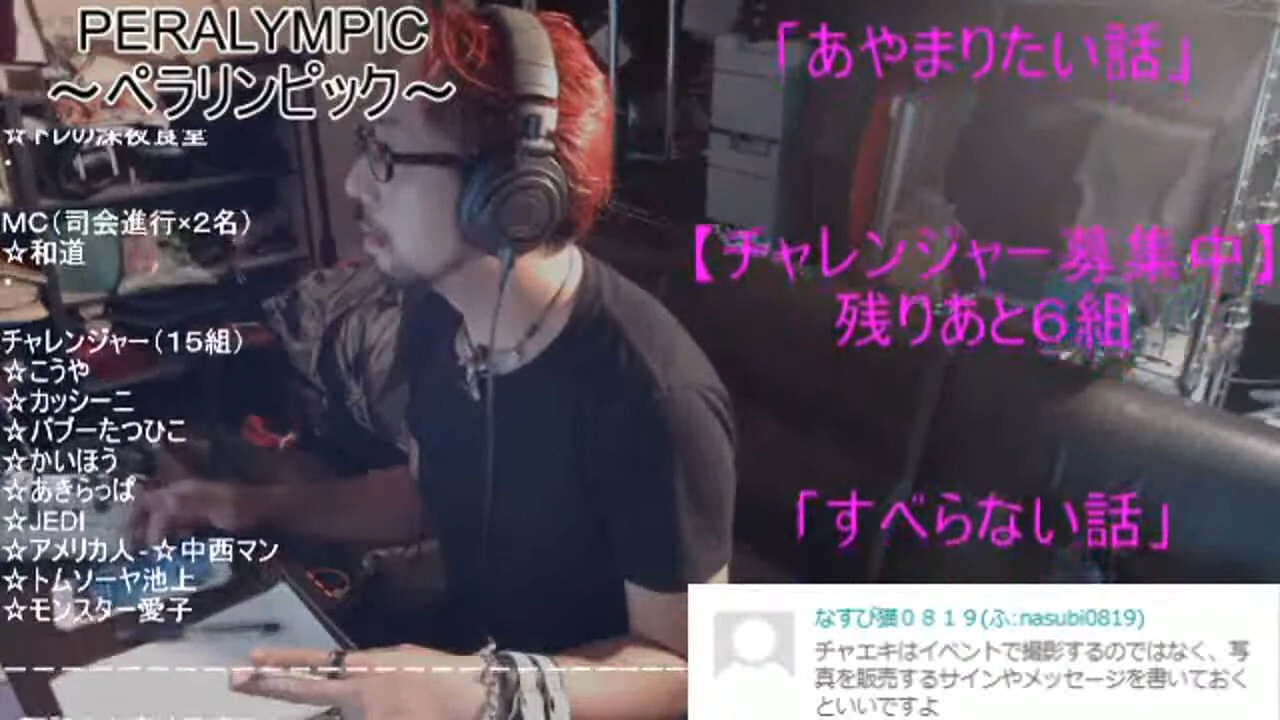 PERALYMPIC
～ペラリンピック～
☆トレの深夜食堂
MC（司会進行×2名）
☆和道
チャレンジャー（15組）
☆こうや
☆カッシーニ
☆バブーたつひこ
☆かいほう
☆あきらっぱ
☆JEDI
☆アメリカ人-☆中西マン
☆トムソーヤ池上
☆モンスター愛子
「あやまりたい話」
【チャレンジャー募集中】
残りあと６組
「すべらない話」
なすび猫０８１９(ふ:nasubi0819)
チャエキはイベントで撮影するのではなく、写
真を販売するサインやメッセージを書いておく
といいですよ